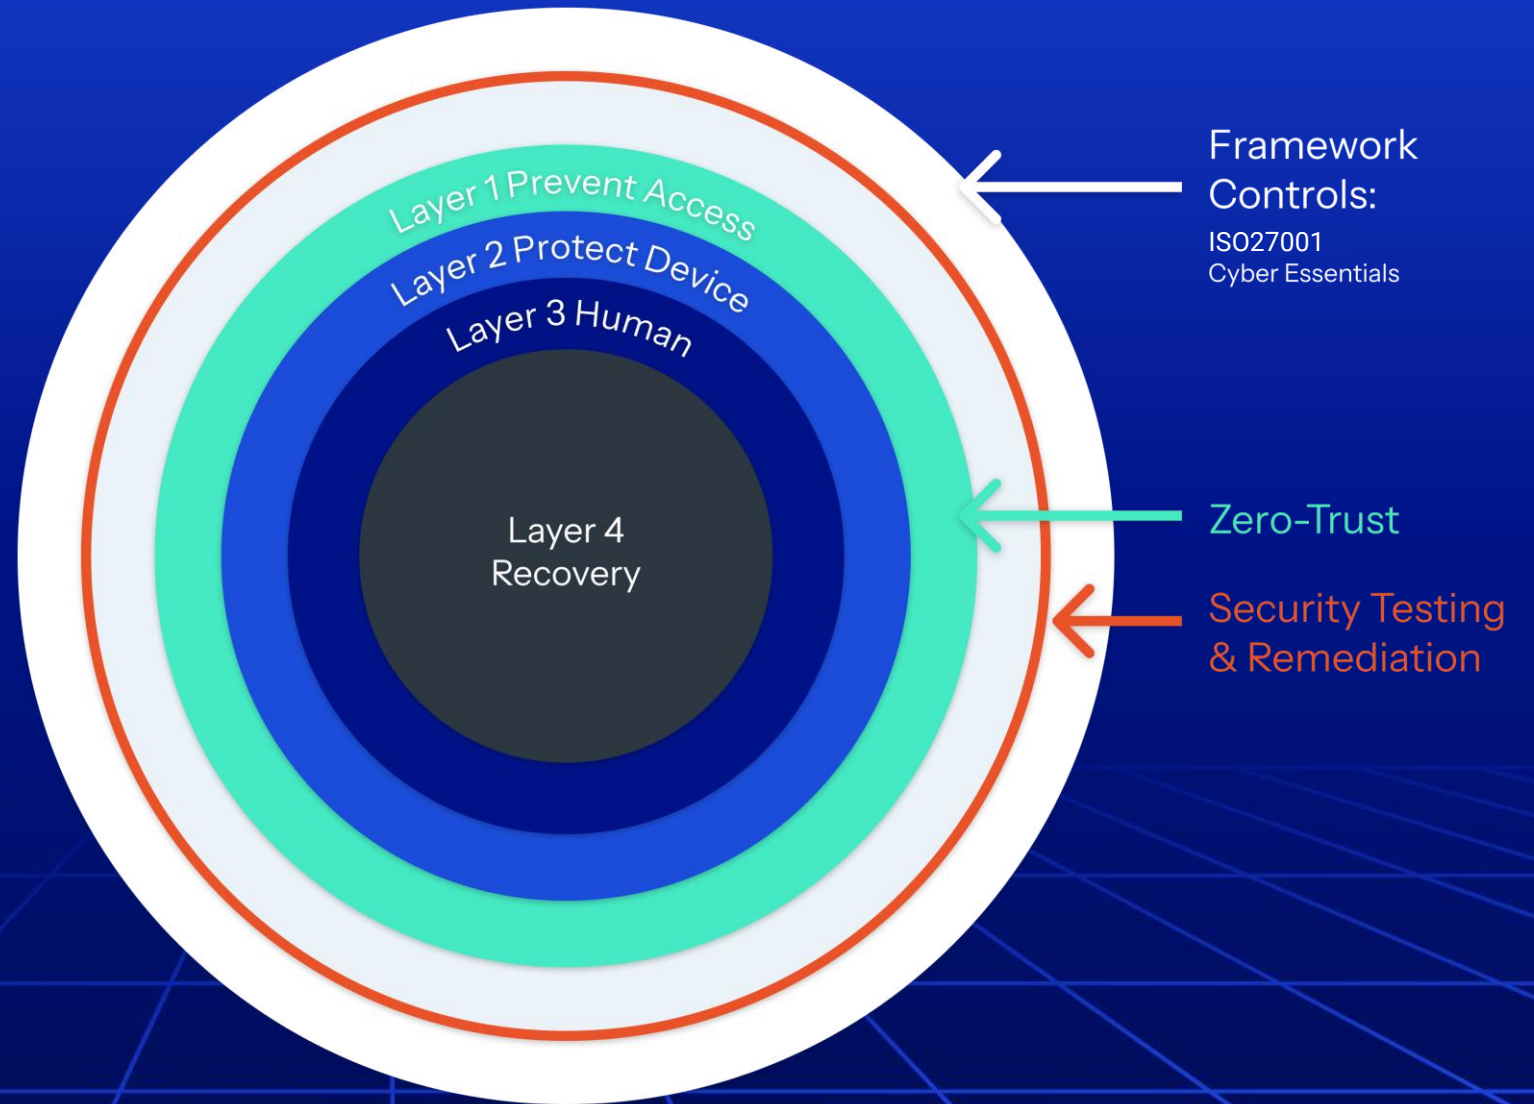 Layer 1 Prevent Access
Layer 2 Protect Device
Layer 3 Human
Layer 4
Recovery
Framework
Controls:
ISO27001
Cyber Essentials
Zero-Trust
Security Testing
& Remediation